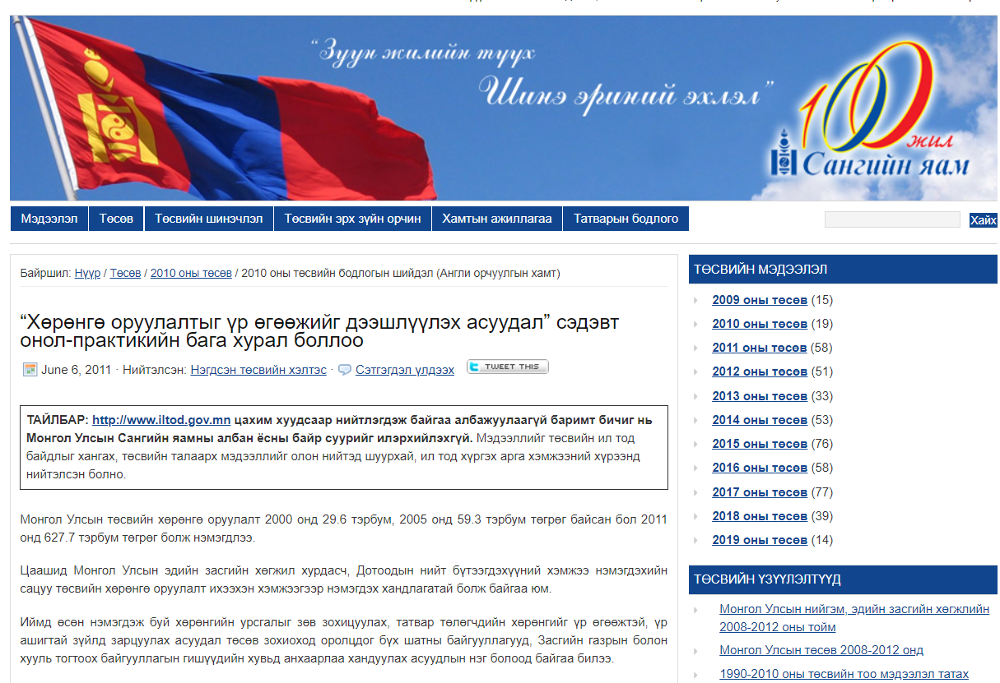 “Зуун жилийн түүх
Шинэ эриний эхлэл”
100 жил
Сангийн яам
Мэдээлэл Төсөв Төсвийн шинэчлэл Төсвийн эрх зүйн орчин Хамтын ажиллагаа Татварын бодлого
Хайх
Байршил: Нүүр / Төсөв / 2010 оны төсөв / 2010 оны төсвийн бодлогын шийдэл (Англи орчуулгын хамт)
“Хөрөнгө оруулалтыг үр өгөөжийг дээшлүүлэх асуудал” сэдэвт
онол-практикийн бага хурал боллоо
June 6, 2011 · Нийтэлсэн: Нэгдсэн төсвийн хэлтэс · Сэтгэгдэл үлдээх TWEET THIS
ТАЙЛБАР: http://www.iltod.gov.mn цахим хуудсаар нийтлэгдэж байгаа албажуулаагүй баримт бичиг нь
Монгол Улсын Сангийн яамны албан ёсны байр суурийг илэрхийлэхгүй. Мэдээллийг төсвийн ил тод
байдлыг хангах, төсвийн талаарх мэдээллийг олон нийтэд шуурхай, ил тод хүргэх арга хэмжээний хүрээнд
нийтэлсэн болно.
Монгол Улсын төсвийн хөрөнгө оруулалт 2000 онд 29.6 тэрбум, 2005 онд 59.3 тэрбум төгрөг байсан бол 2011
онд 627.7 тэрбум төгрөг болж нэмэгдлээ.
Цаашид Монгол Улсын эдийн засгийн хөгжил хурдасч, Дотоодын нийт бүтээгдэхүүний хэмжээ нэмэгдэхийн
сацуу төсвийн хөрөнгө оруулалт ихээхэн хэмжээгээр нэмэгдэх хандлагатай болж байгаа юм.
Иймд өсөн нэмэгдэж буй хөрөнгийн урсгалыг зөв зохицуулах, татвар төлөгчдийн хөрөнгийг үр өгөөжтэй, үр
ашигтай зүйлд зарцуулах асуудал төсөв зохиоход оролцдог бүх шатны байгууллагууд, Засгийн газрын болон
хууль тогтоох байгууллагын гишүүдийн хувьд анхаарлаа хандуулах асуудлын нэг болоод байгаа билээ.
ТӨСВИЙН МЭДЭЭЛЭЛ
2009 оны төсөв (15)
2010 оны төсөв (19)
2011 оны төсөв (58)
2012 оны төсөв (51)
2013 оны төсөв (33)
2014 оны төсөв (53)
2015 оны төсөв (76)
2016 оны төсөв (58)
2017 оны төсөв (77)
2018 оны төсөв (39)
2019 оны төсөв (14)
ТӨСВИЙН ҮЗҮҮЛЭЛТҮҮД
Монгол Улсын нийгэм, эдийн засгийн хөгжлийн
2008-2012 оны тойм
Монгол Улсын төсөв 2008-2012 онд
1990-2010 оны төсвийн тоо мэдээлэл татах